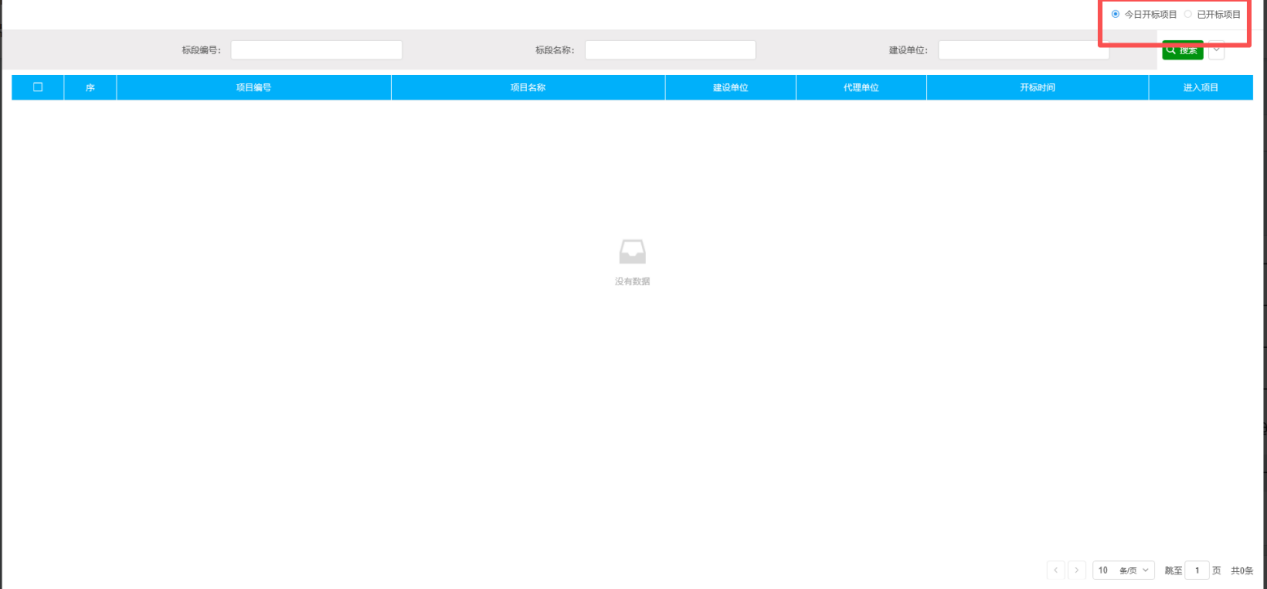 今日开标项目 已开标项目
标段编号: 标段名称: 建设单位: 搜索
序 项目编号 项目名称 建设单位 代理单位 开标时间 进入项目
没有数据
10 条/页 跳至 1 页 共0条